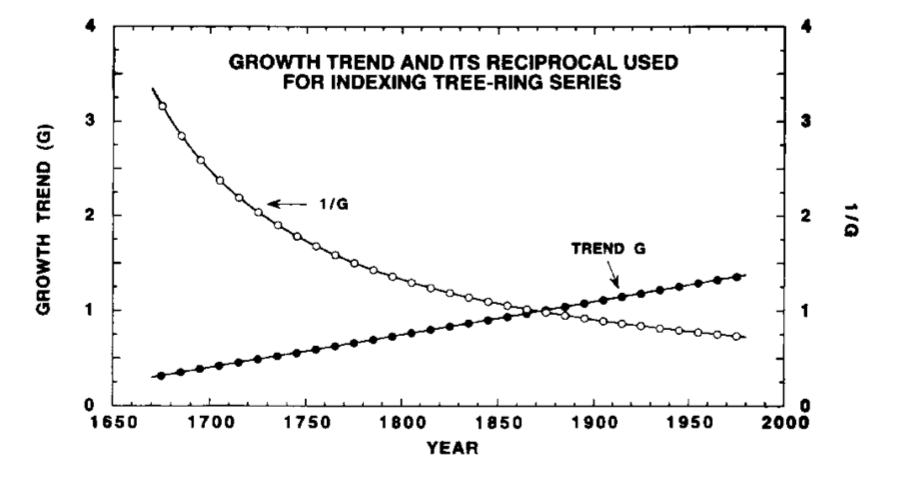 GROWTH TREND AND ITS RECIPROCAL USED
FOR INDEXING TREE-RING SERIES
4
3
2
1
0
GROWTH TREND (G)
1/G
TREND G
4
3
2
1
0
1/G
1650 1700 1750 1800 1850 1900 1950 2000
YEAR